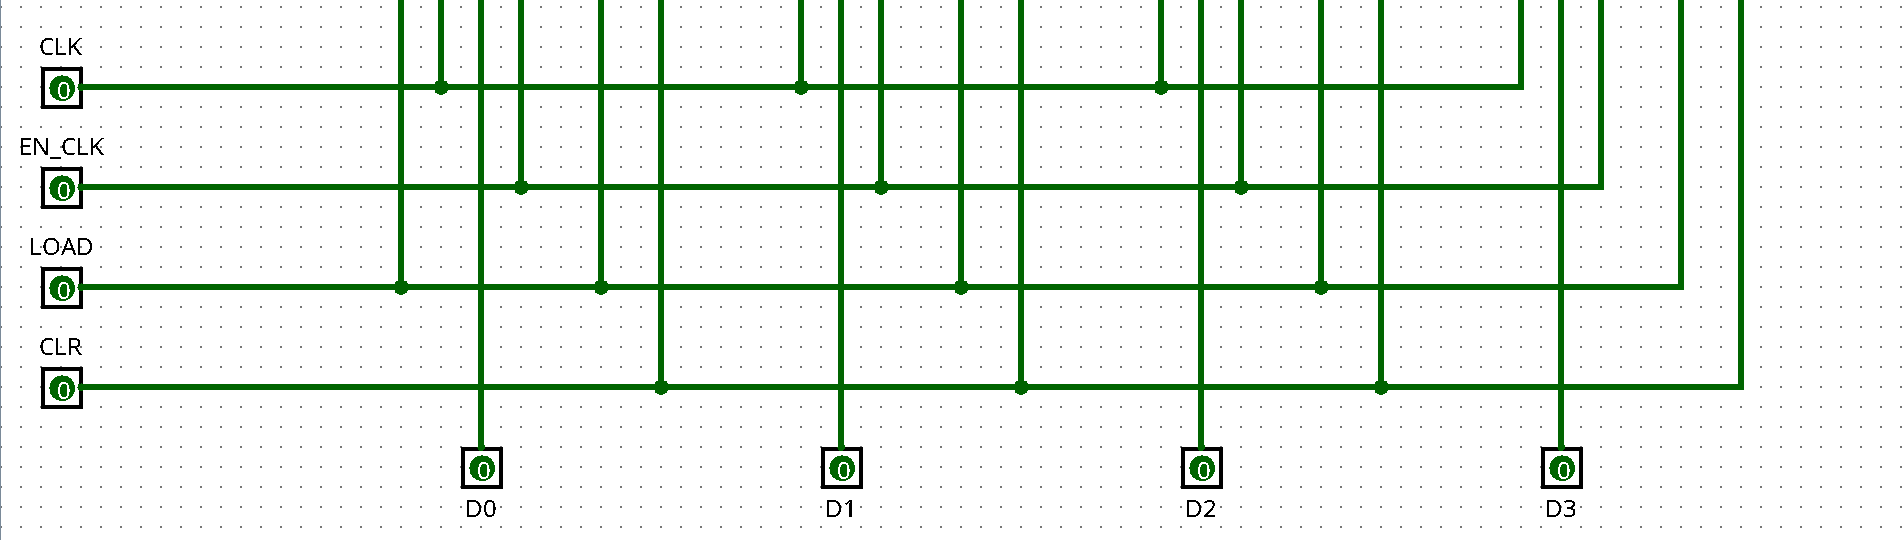 CLK
0
EN_CLK
0
LOAD
0
CLR
0
0 0 0 0
D0 D1 D2 D3